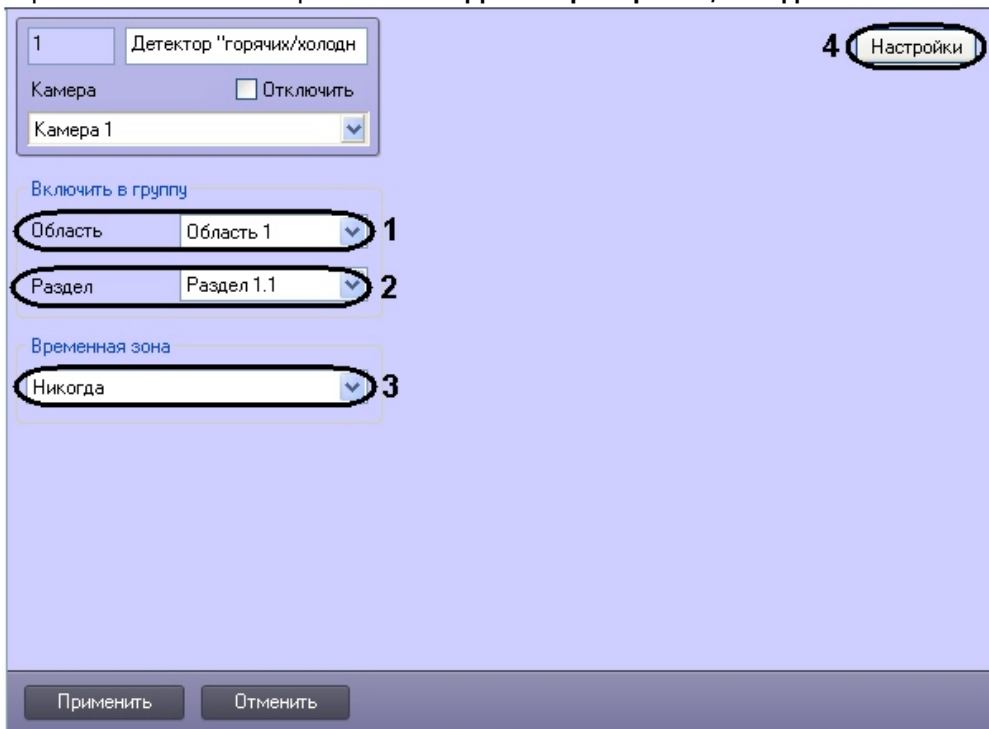 1 Детектор "горячих/холодн
4 Настройки
Камера Отключить
Камера 1
Включить в группу
Область Область 1 1
Раздел Раздел 1.1 2
Временная зона
Никогда 3
Применить Отменить